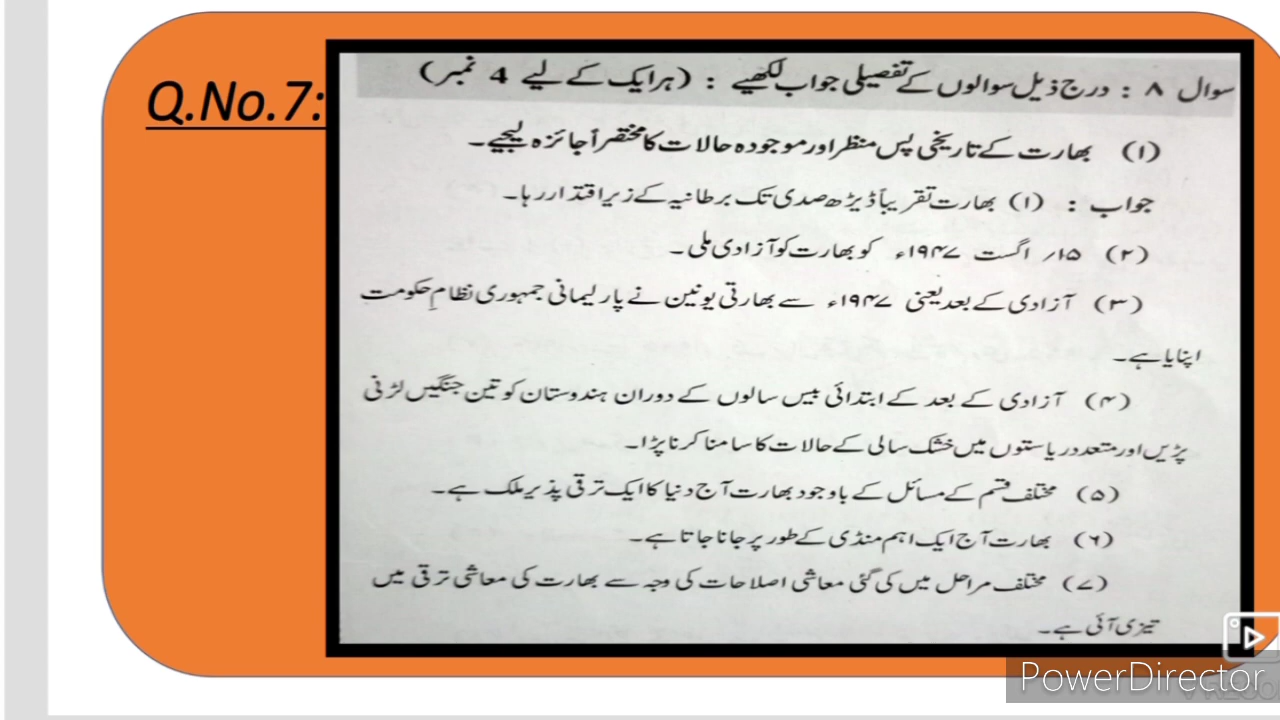 Q.No.7:
سوال ۸ : درج ذیل سوالوں کے تفصیلی جواب لکھیے : (ہر ایک کے لیے 4 نمبر)
(۱) بھارت کے تاریخی پس منظر اور موجودہ حالات کا مختصراً جائزہ لیجیے۔
جواب : (۱) بھارت تقریباً ڈیڑھ صدی تک برطانیہ کے زیر اقتدار رہا۔
(۲) ۱۵؍ اگست ۱۹۴۷ء کو بھارت کو آزادی ملی۔
(۳) آزادی کے بعد یعنی ۱۹۴۷ء سے بھارتی یونین نے پارلیمانی جمہوری نظامِ حکومت
اپنایا ہے۔
(۴) آزادی کے بعد کے ابتدائی بیس سالوں کے دوران ہندوستان کو تین جنگیں لڑنی
پڑیں اور متعدد ریاستوں میں خشک سالی کے حالات کا سامنا کرنا پڑا۔
(۵) مختلف قسم کے مسائل کے باوجود بھارت آج دنیا کا ایک ترقی پذیر ملک ہے۔
(۶) بھارت آج ایک اہم منڈی کے طور پر جانا جاتا ہے۔
(۷) مختلف مراحل میں کی گئی معاشی اصلاحات کی وجہ سے بھارت کی معاشی ترقی میں
تیزی آئی ہے۔
PowerDirector